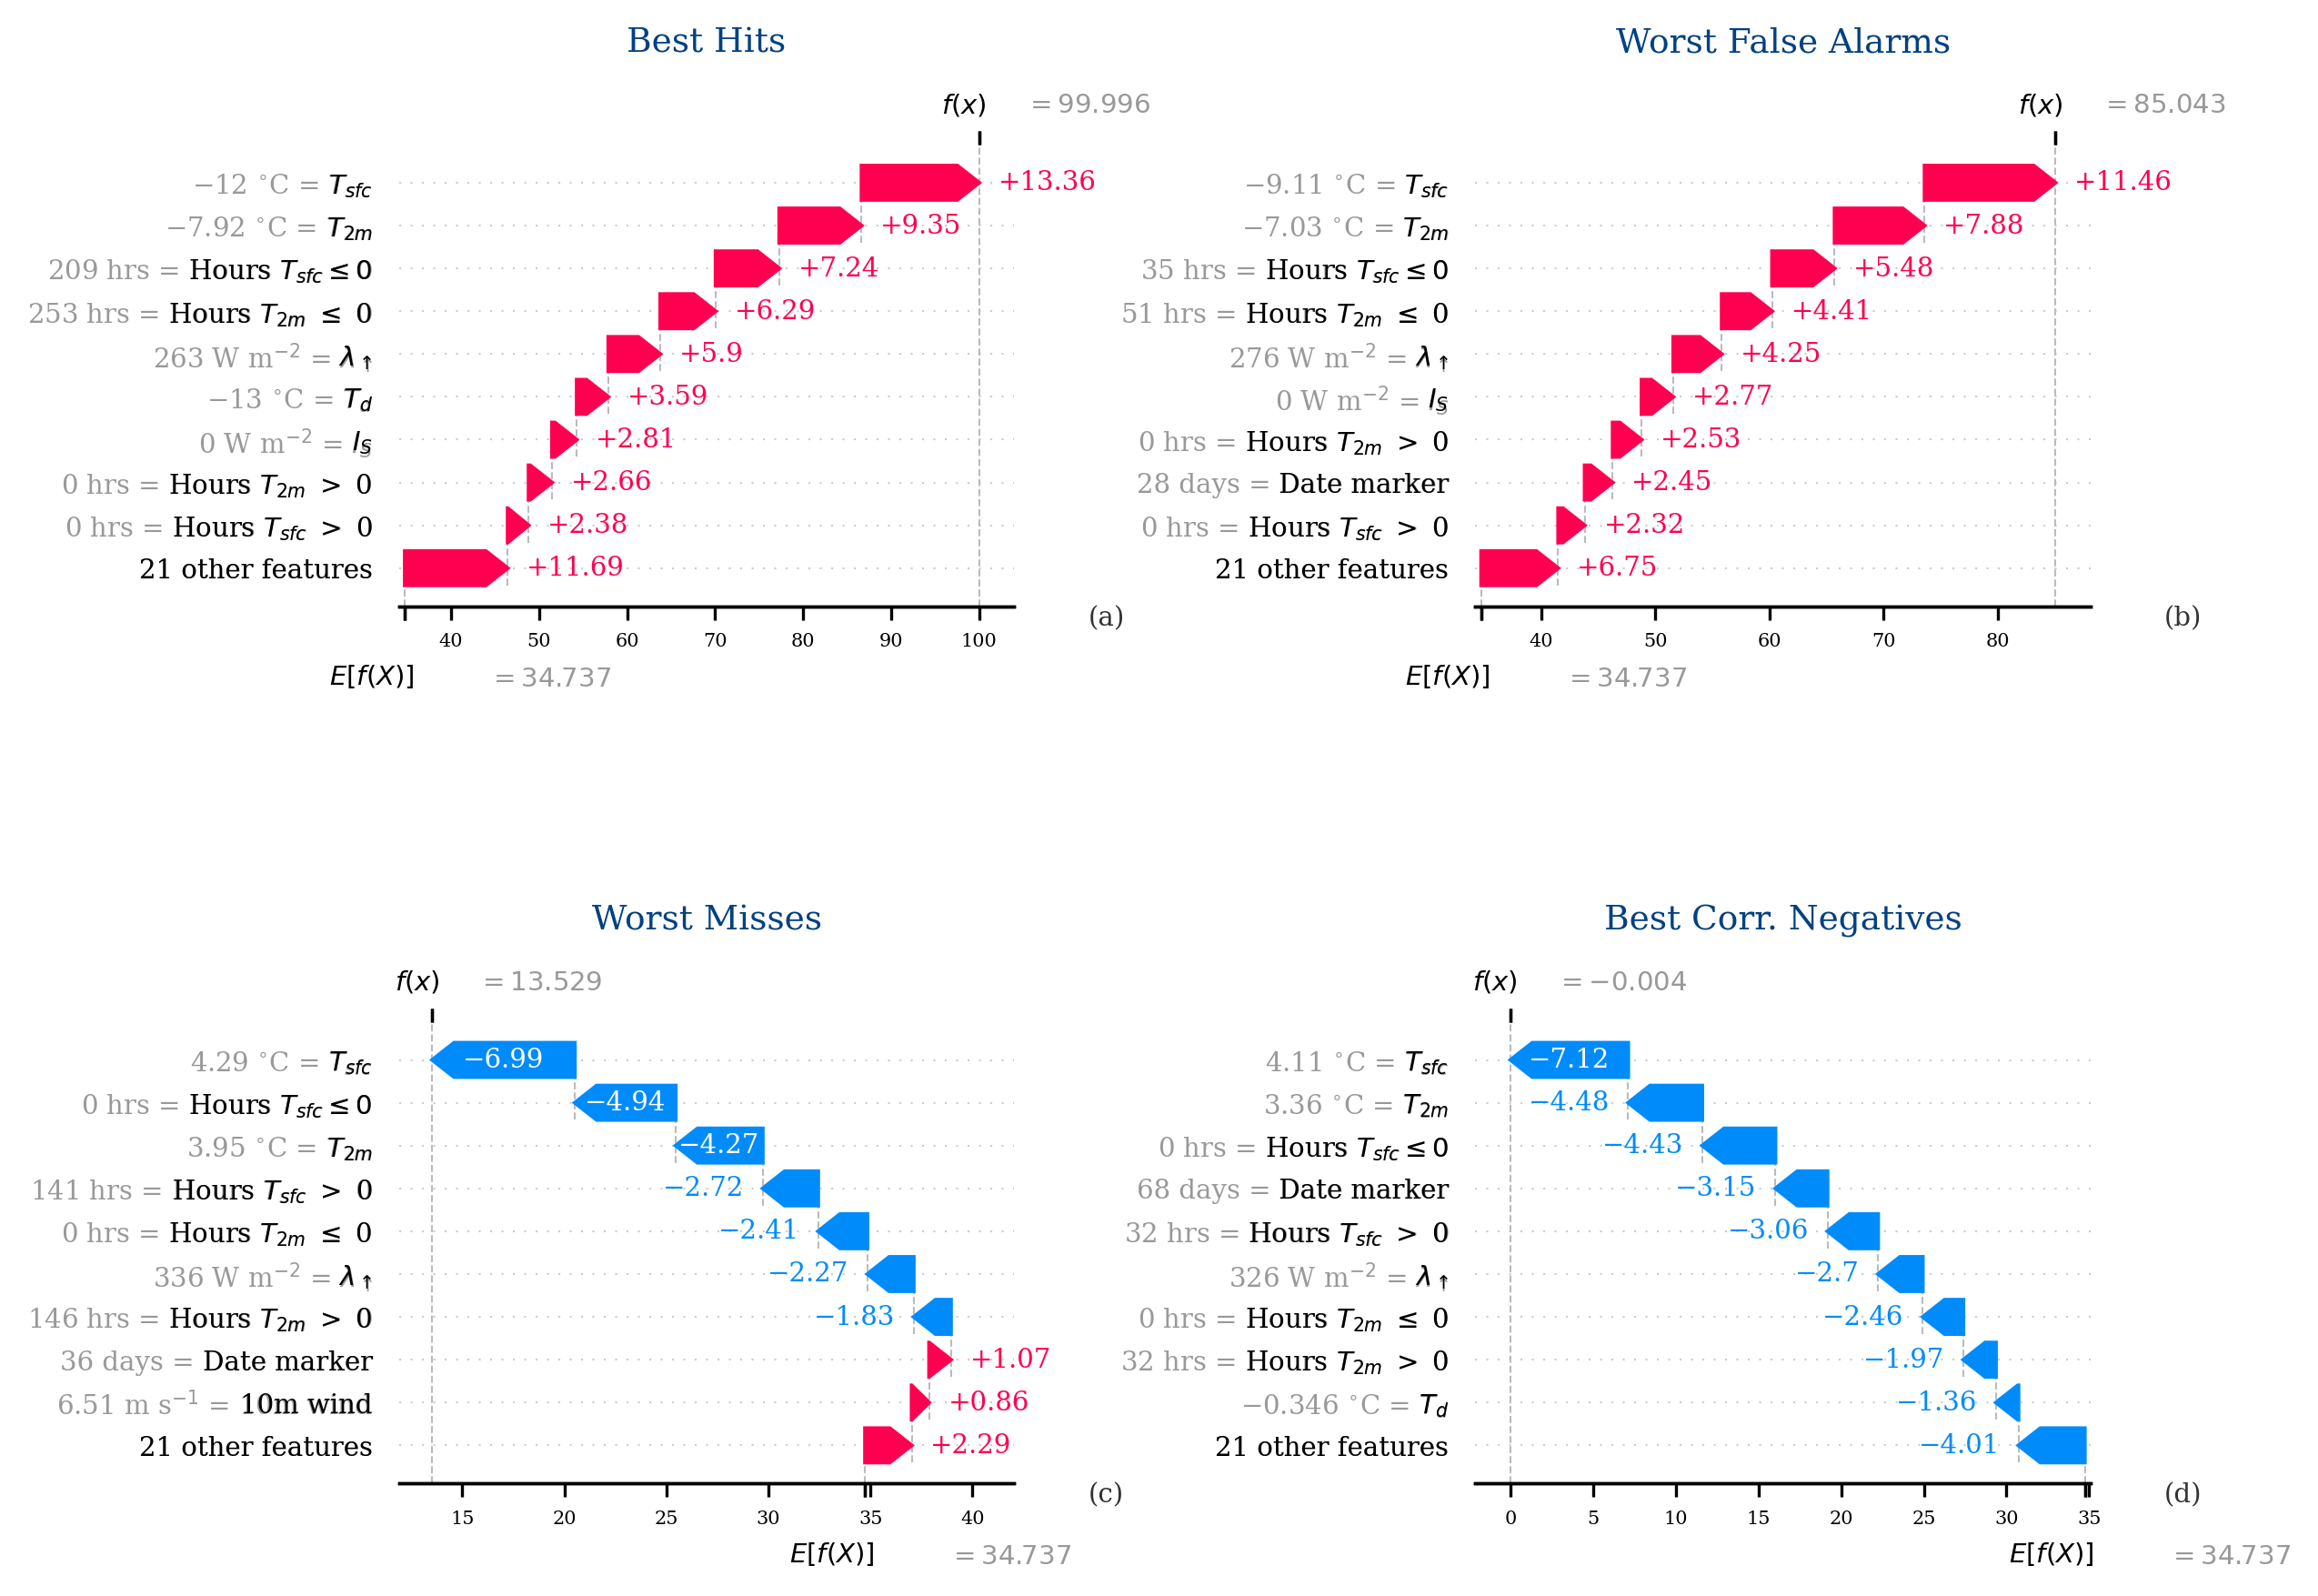 Best Hits
f(x) = 99.996
−12 °C = T_sfc +13.36
−7.92 °C = T_2m +9.35
209 hrs = Hours T_sfc ≤ 0 +7.24
253 hrs = Hours T_2m ≤ 0 +6.29
263 W m⁻² = λ↑ +5.9
−13 °C = T_d +3.59
0 W m⁻² = I_S +2.81
0 hrs = Hours T_2m > 0 +2.66
0 hrs = Hours T_sfc > 0 +2.38
21 other features +11.69
40 50 60 70 80 90 100
(a)
E[f(X)] = 34.737
Worst False Alarms
f(x) = 85.043
−9.11 °C = T_sfc +11.46
−7.03 °C = T_2m +7.88
35 hrs = Hours T_sfc ≤ 0 +5.48
51 hrs = Hours T_2m ≤ 0 +4.41
276 W m⁻² = λ↑ +4.25
0 W m⁻² = I_S +2.77
0 hrs = Hours T_2m > 0 +2.53
28 days = Date marker +2.45
0 hrs = Hours T_sfc > 0 +2.32
21 other features +6.75
40 50 60 70 80
(b)
E[f(X)] = 34.737
Worst Misses
f(x) = 13.529
4.29 °C = T_sfc −6.99
0 hrs = Hours T_sfc ≤ 0 −4.94
3.95 °C = T_2m −4.27
141 hrs = Hours T_sfc > 0 −2.72
0 hrs = Hours T_2m ≤ 0 −2.41
336 W m⁻² = λ↑ −2.27
146 hrs = Hours T_2m > 0 −1.83
36 days = Date marker +1.07
6.51 m s⁻¹ = 10m wind +0.86
21 other features +2.29
15 20 25 30 35 40
(c)
E[f(X)] = 34.737
Best Corr. Negatives
f(x) = −0.004
4.11 °C = T_sfc −7.12
3.36 °C = T_2m −4.48
0 hrs = Hours T_sfc ≤ 0 −4.43
68 days = Date marker −3.15
32 hrs = Hours T_sfc > 0 −3.06
326 W m⁻² = λ↑ −2.7
0 hrs = Hours T_2m ≤ 0 −2.46
32 hrs = Hours T_2m > 0 −1.97
−0.346 °C = T_d −1.36
21 other features −4.01
0 5 10 15 20 25 30 35
(d)
E[f(X)] = 34.737